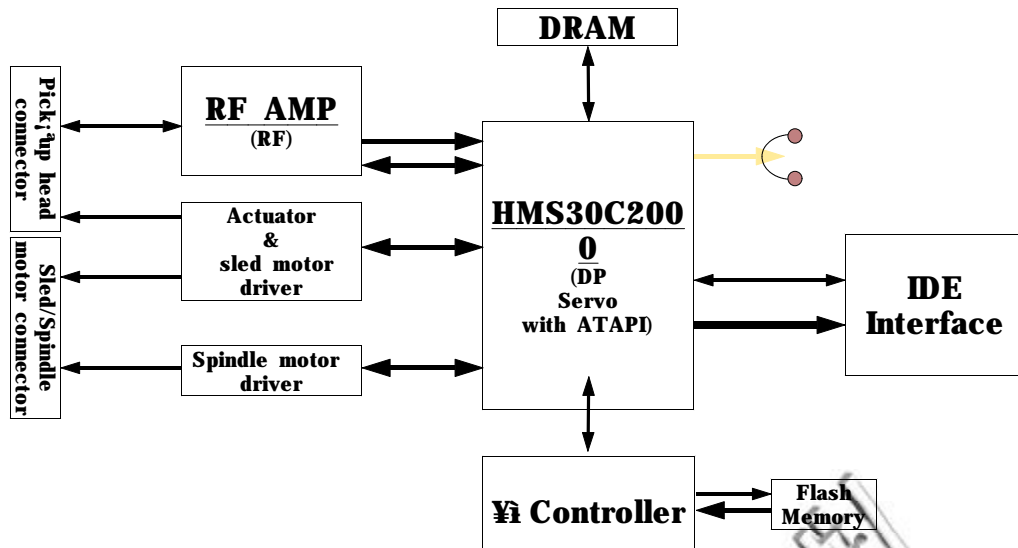 DRAM
Pick¡ªup head
connector
RF AMP
(RF)
Actuator
&
sled motor
driver
Sled/Spindle
motor connector
Spindle motor
driver
HMS30C200
0
(DP
Servo
with ATAPI)
IDE
Interface
¥ì Controller
Flash
Memory